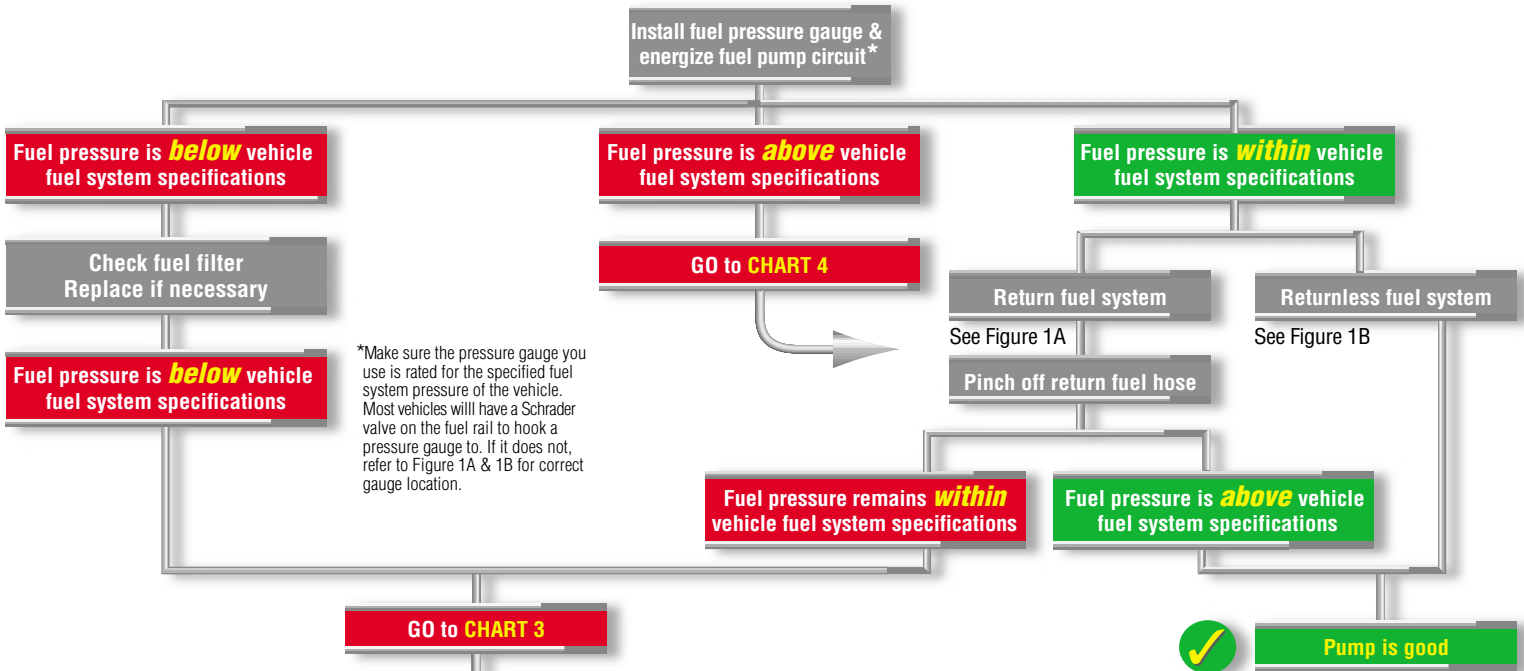 Install fuel pressure gauge &
energize fuel pump circuit*
Fuel pressure is below vehicle
fuel system specifications
Fuel pressure is above vehicle
fuel system specifications
Fuel pressure is within vehicle
fuel system specifications
Check fuel filter
Replace if necessary
GO to CHART 4
Return fuel system
Returnless fuel system
See Figure 1A
See Figure 1B
Fuel pressure is below vehicle
fuel system specifications
*Make sure the pressure gauge you
use is rated for the specified fuel
system pressure of the vehicle.
Most vehicles willl have a Schrader
valve on the fuel rail to hook a
pressure gauge to. If it does not,
refer to Figure 1A & 1B for correct
gauge location.
Pinch off return fuel hose
Fuel pressure remains within
vehicle fuel system specifications
Fuel pressure is above vehicle
fuel system specifications
GO to CHART 3
Pump is good